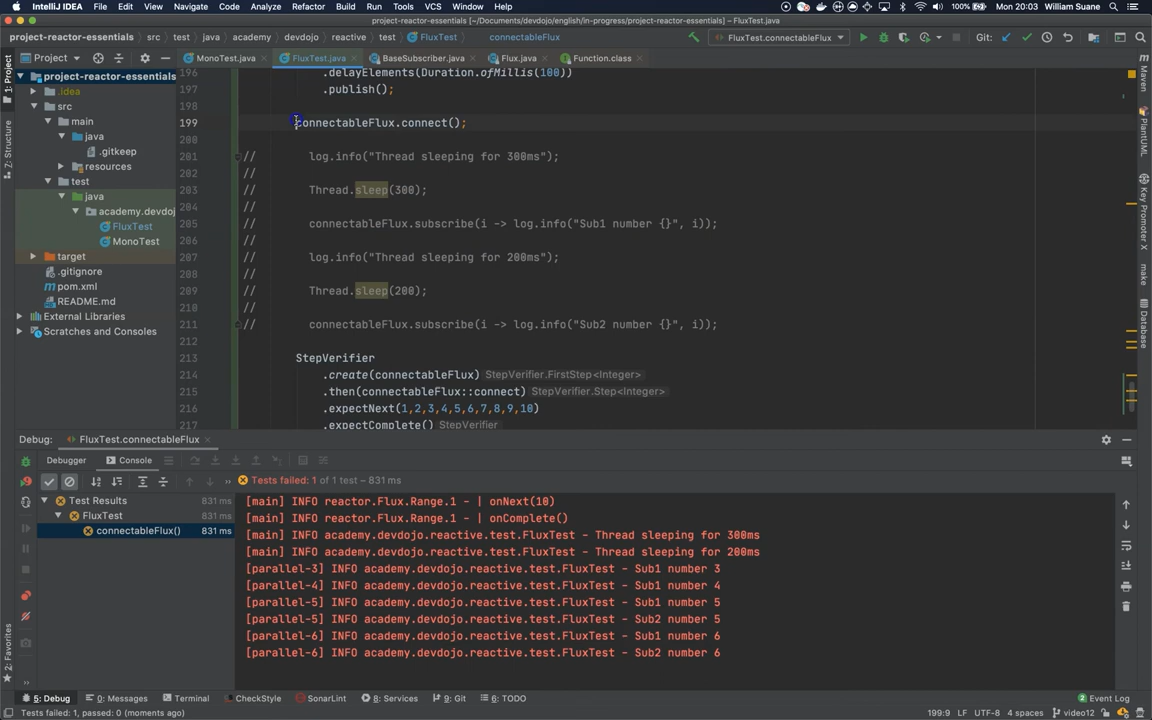 IntelliJ IDEA File Edit View Navigate Code Analyze Refactor Build Run Tools VCS Window Help 100% Mon 20:03 William Suane
project-reactor-essentials [~/Documents/devdojo/english/in-progress/project-reactor-essentials] – FluxTest.java
project-reactor-essentials src test java academy devdojo reactive test FluxTest connectableFlux FluxTest.connectableFlux Git:
Project MonoTest.java FluxTest.java BaseSubscriber.java Flux.java Function.class
project-reactor-essentials
.idea
src
main
java
.gitkeep
resources
test
java
academy.devdoj
FluxTest
MonoTest
target
.gitignore
pom.xml
README.md
External Libraries
Scratches and Consoles
196 .delayElements(Duration.ofMillis(100))
197 .publish();
198
199 connectableFlux.connect();
200
201 // log.info("Thread sleeping for 300ms");
202 //
203 // Thread.sleep(300);
204 //
205 // connectableFlux.subscribe(i -> log.info("Sub1 number {}", i));
206 //
207 // log.info("Thread sleeping for 200ms");
208 //
209 // Thread.sleep(200);
210 //
211 // connectableFlux.subscribe(i -> log.info("Sub2 number {}", i));
212
213 StepVerifier
214 .create(connectableFlux) StepVerifier.FirstStep<Integer>
215 .then(connectableFlux::connect) StepVerifier.Step<Integer>
216 .expectNext(1,2,3,4,5,6,7,8,9,10)
217 .expectComplete() StepVerifier
1: Project
7: Structure
2: Favorites
Maven
PlantUML
Key Promoter X
make
Database
Debug: FluxTest.connectableFlux
Debugger Console
Tests failed: 1 of 1 test – 831 ms
Test Results 831 ms
FluxTest 831 ms
connectableFlux() 831 ms
[main] INFO reactor.Flux.Range.1 - | onNext(10)
[main] INFO reactor.Flux.Range.1 - | onComplete()
[main] INFO academy.devdojo.reactive.test.FluxTest - Thread sleeping for 300ms
[main] INFO academy.devdojo.reactive.test.FluxTest - Thread sleeping for 200ms
[parallel-3] INFO academy.devdojo.reactive.test.FluxTest - Sub1 number 3
[parallel-4] INFO academy.devdojo.reactive.test.FluxTest - Sub1 number 4
[parallel-5] INFO academy.devdojo.reactive.test.FluxTest - Sub1 number 5
[parallel-5] INFO academy.devdojo.reactive.test.FluxTest - Sub2 number 5
[parallel-6] INFO academy.devdojo.reactive.test.FluxTest - Sub1 number 6
[parallel-6] INFO academy.devdojo.reactive.test.FluxTest - Sub2 number 6
5: Debug 0: Messages Terminal CheckStyle SonarLint 8: Services 9: Git 6: TODO Event Log
Tests failed: 1, passed: 0 (moments ago) 199:9 LF UTF-8 4 spaces video12